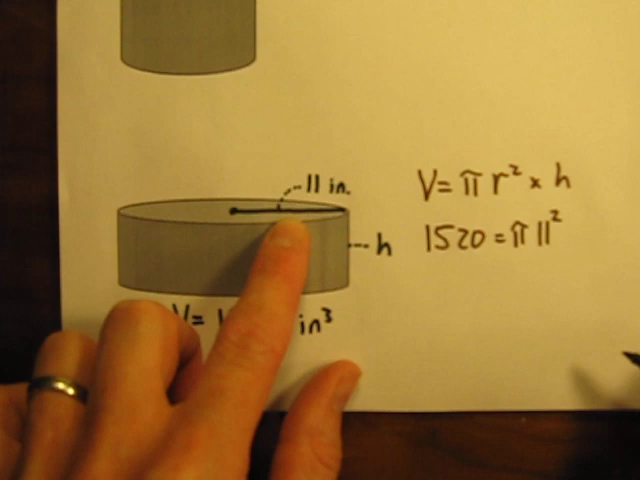 11 in.
V = π r² × h
h
1520 = π 11²
V= in³